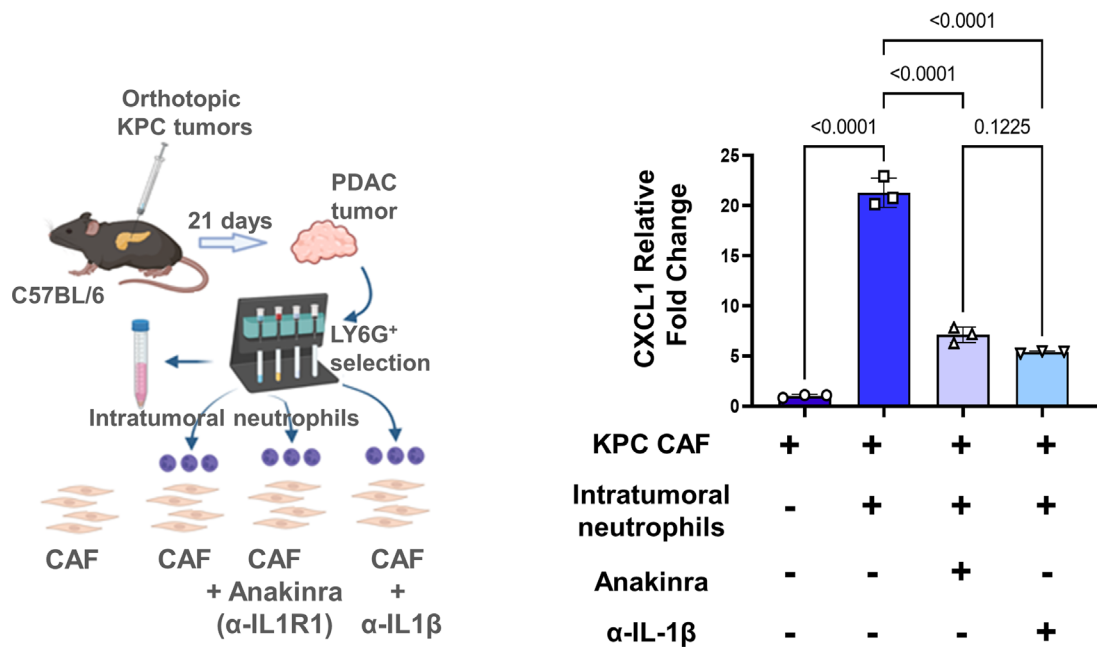 Orthotopic
KPC tumors
21 days
PDAC
tumor
C57BL/6
LY6G⁺
selection
Intratumoral neutrophils
CAF
CAF
CAF
+ Anakinra
(α-IL1R1)
CAF
+
α-IL1β
<0.0001
<0.0001
<0.0001
0.1225
CXCL1 Relative
Fold Change
25
20
15
10
5
0
KPC CAF + + + +
Intratumoral
neutrophils - + + +
Anakinra - - + -
α-IL-1β - - - +